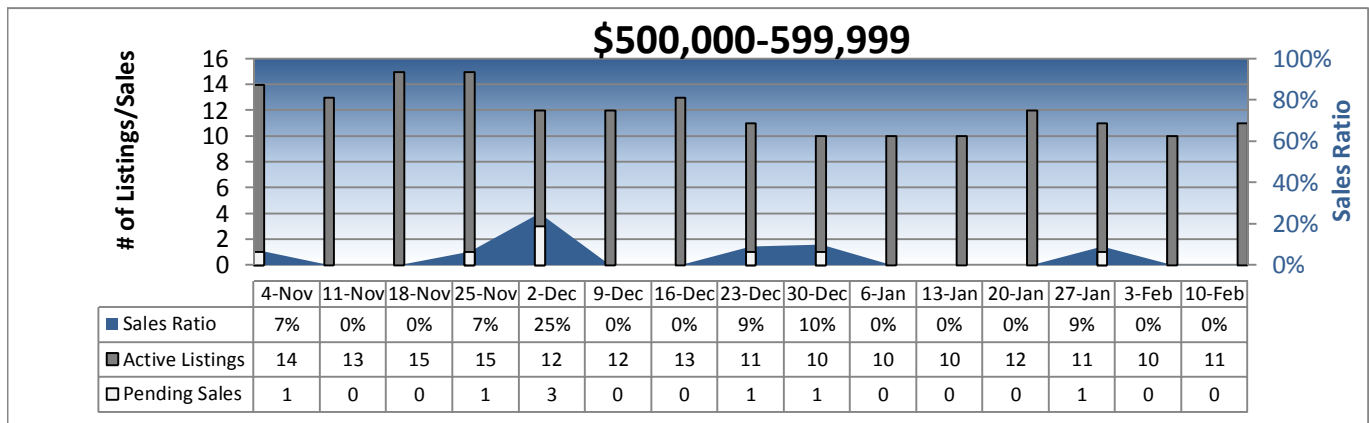 $500,000-599,999
# of Listings/Sales
16
14
12
10
8
6
4
2
0
100%
80%
60%
40%
20%
0%
Sales Ratio
4-Nov 11-Nov 18-Nov 25-Nov 2-Dec 9-Dec 16-Dec 23-Dec 30-Dec 6-Jan 13-Jan 20-Jan 27-Jan 3-Feb 10-Feb
Sales Ratio 7% 0% 0% 7% 25% 0% 0% 9% 10% 0% 0% 0% 9% 0% 0%
Active Listings 14 13 15 15 12 12 13 11 10 10 10 12 11 10 11
Pending Sales 1 0 0 1 3 0 0 1 1 0 0 0 1 0 0